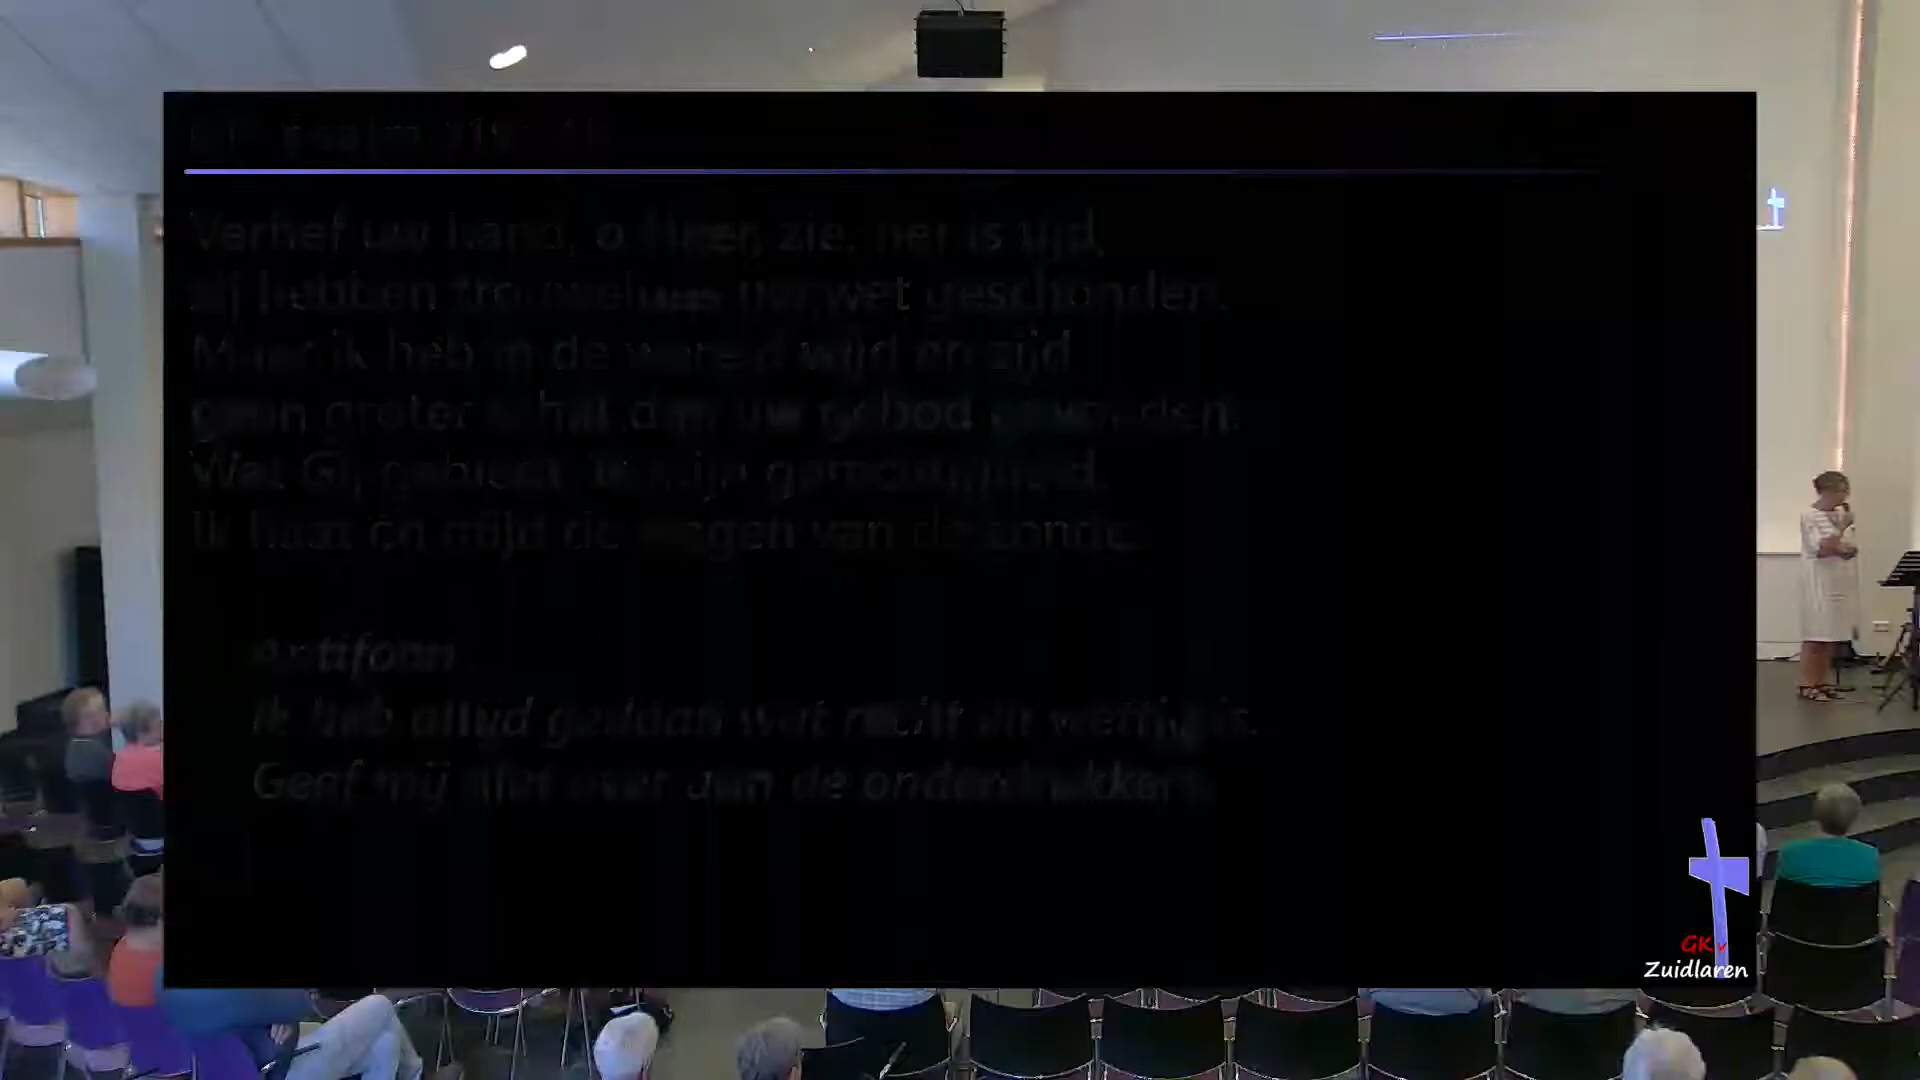 Verhef uw hand, o Heer, zie, het is tijd,
zij hebben trouweloos uw wet geschonden.
Maar ik heb in de wereld wijd en zijd
geen groter schat dan uw gebod gevonden.
Wat Gij gebiedt, is mijn gerechtigheid.
Ik haat en mijd de wegen van de zonde.
Antifoon
Ik heb altijd gedaan wat recht en wettig is.
Geef mij niet over aan de onderdrukkers.
GKv
Zuidlaren